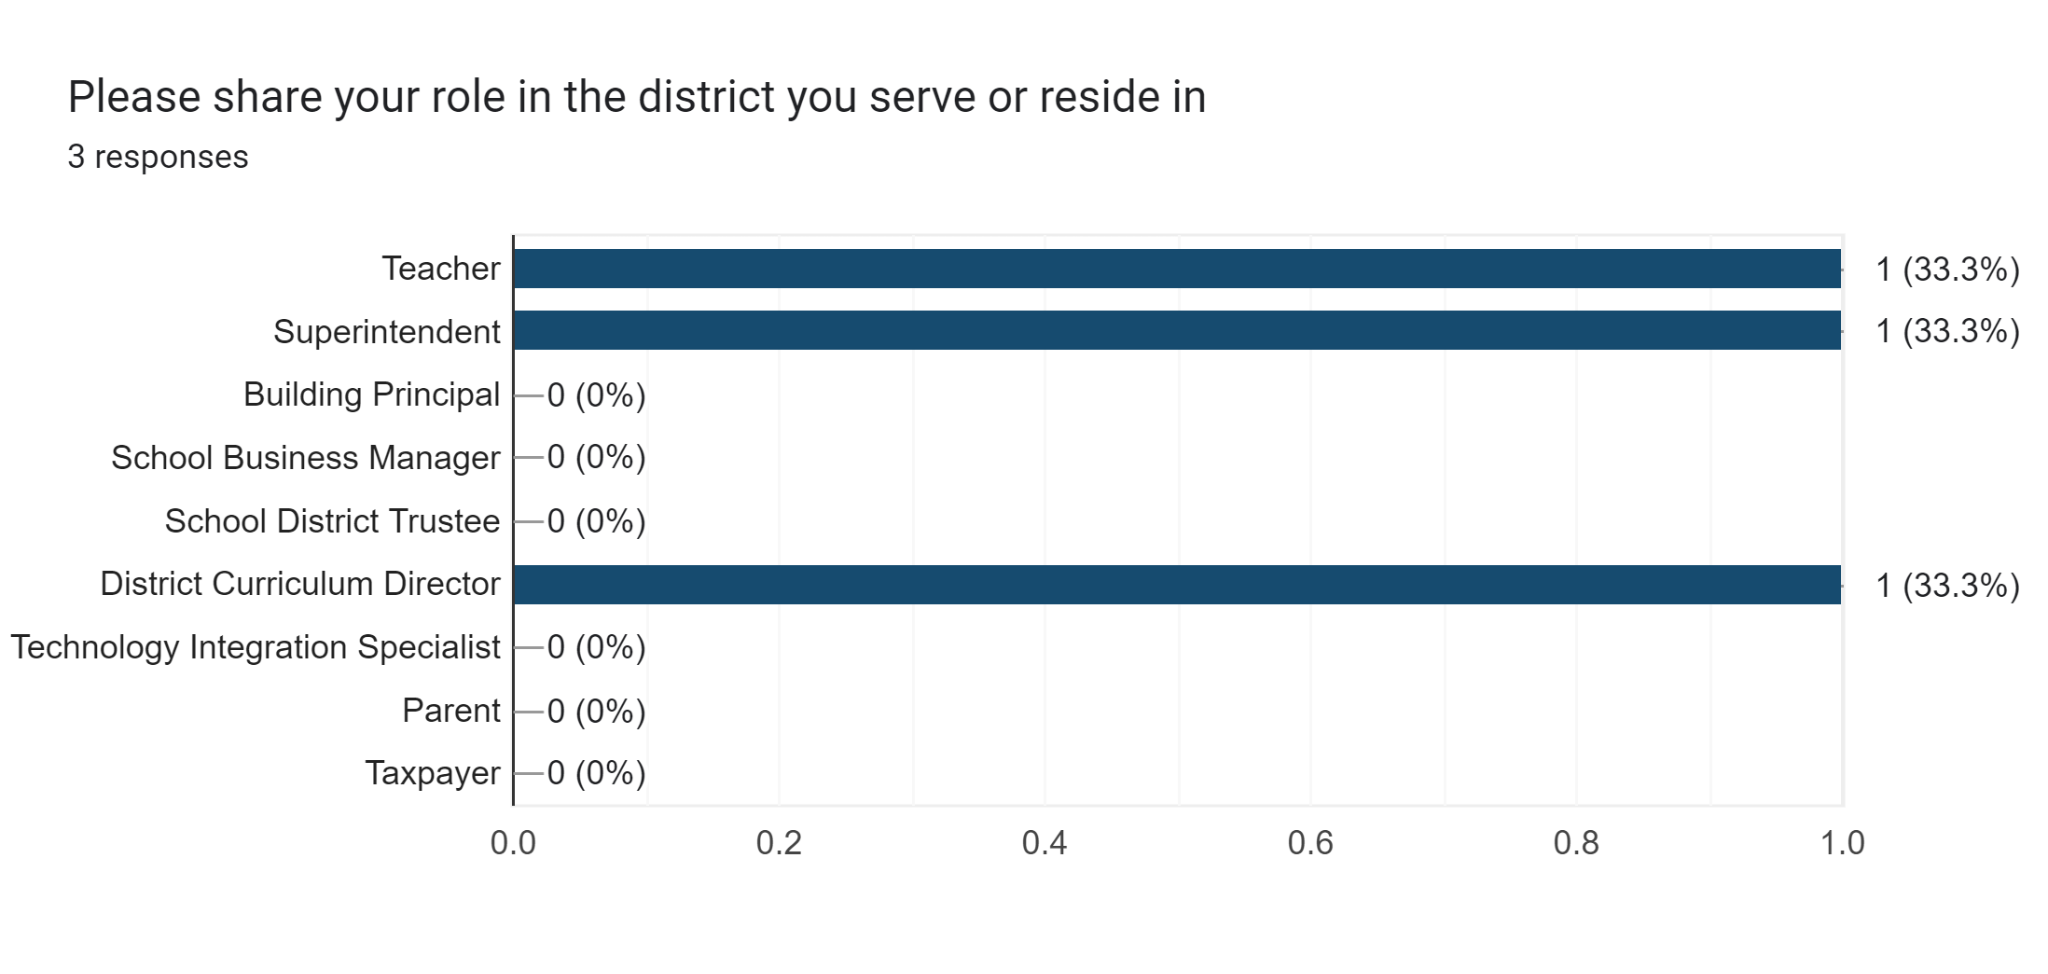 Please share your role in the district you serve or reside in
3 responses
Teacher 1 (33.3%)
Superintendent 1 (33.3%)
Building Principal 0 (0%)
School Business Manager 0 (0%)
School District Trustee 0 (0%)
District Curriculum Director 1 (33.3%)
Technology Integration Specialist 0 (0%)
Parent 0 (0%)
Taxpayer 0 (0%)
0.0 0.2 0.4 0.6 0.8 1.0